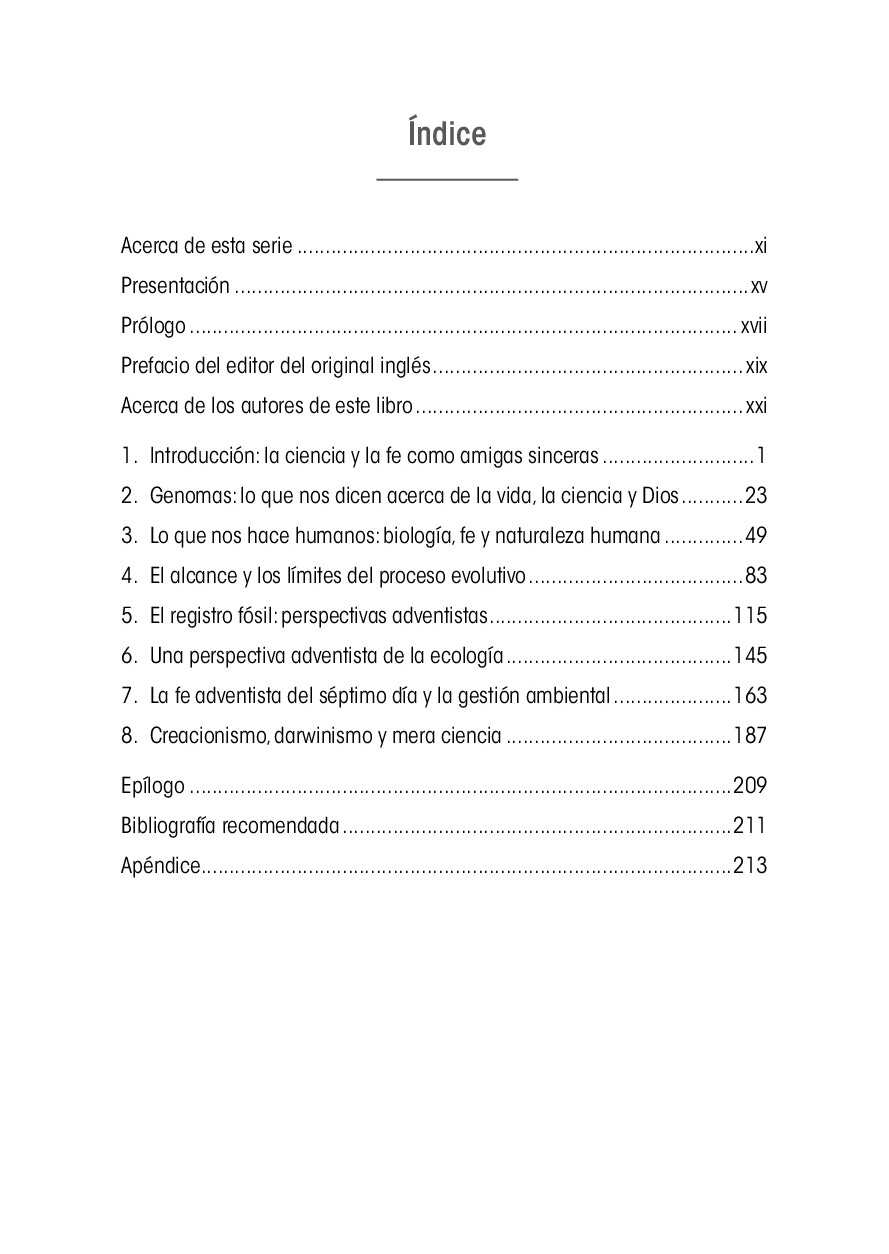 Índice
Acerca de esta serie ................................................................................xi
Presentación ..........................................................................................xv
Prólogo ................................................................................................xvii
Prefacio del editor del original inglés......................................................xix
Acerca de los autores de este libro .........................................................xxi
1. Introducción: la ciencia y la fe como amigas sinceras ...........................1
2. Genomas: lo que nos dicen acerca de la vida, la ciencia y Dios...........23
3. Lo que nos hace humanos: biología, fe y naturaleza humana ..............49
4. El alcance y los límites del proceso evolutivo ......................................83
5. El registro fósil: perspectivas adventistas...........................................115
6. Una perspectiva adventista de la ecología ........................................145
7. La fe adventista del séptimo día y la gestión ambiental .....................163
8. Creacionismo, darwinismo y mera ciencia ........................................187
Epílogo ................................................................................................209
Bibliografía recomendada .....................................................................211
Apéndice..............................................................................................213